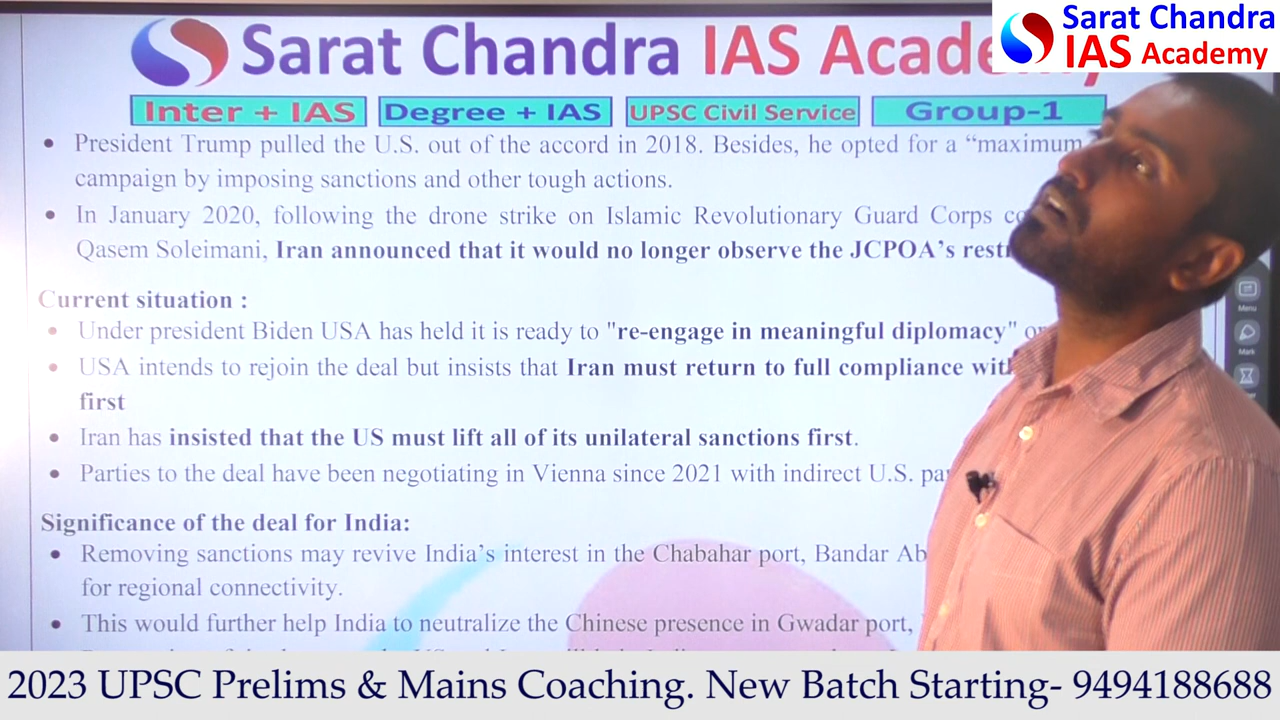 Sarat Chandra IAS Acade
Sarat Chandra
IAS Academy
Inter + IAS Degree + IAS UPSC Civil Service Group-1
• President Trump pulled the U.S. out of the accord in 2018. Besides, he opted for a “maximum
campaign by imposing sanctions and other tough actions.
• In January 2020, following the drone strike on Islamic Revolutionary Guard Corps
Qasem Soleimani, Iran announced that it would no longer observe the JCPOA’s
Current situation :
• Under president Biden USA has held it is ready to "re-engage in meaningful diplomacy"
• USA intends to rejoin the deal but insists that Iran must return to full compliance
first
• Iran has insisted that the US must lift all of its unilateral sanctions first.
• Parties to the deal have been negotiating in Vienna since 2021 with indirect U.S.
Significance of the deal for India:
• Removing sanctions may revive India’s interest in the Chabahar port, Bandar
for regional connectivity.
• This would further help India to neutralize the Chinese presence in Gwadar port,
Menu
Mark
2023 UPSC Prelims & Mains Coaching. New Batch Starting- 9494188688